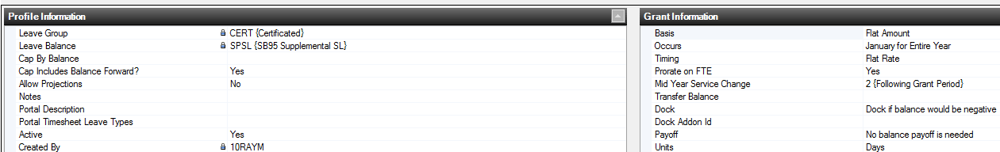 Profile Information
Leave Group CERT {Certificated}
Leave Balance SPSL {SB95 Supplemental SL}
Cap By Balance
Cap Includes Balance Forward? Yes
Allow Projections No
Notes
Portal Description
Portal Timesheet Leave Types
Active Yes
Created By 10RAYM
Grant Information
Basis Flat Amount
Occurs January for Entire Year
Timing Flat Rate
Prorate on FTE Yes
Mid Year Service Change 2 {Following Grant Period}
Transfer Balance
Dock Dock if balance would be negative
Dock Addon Id
Payoff No balance payoff is needed
Units Days